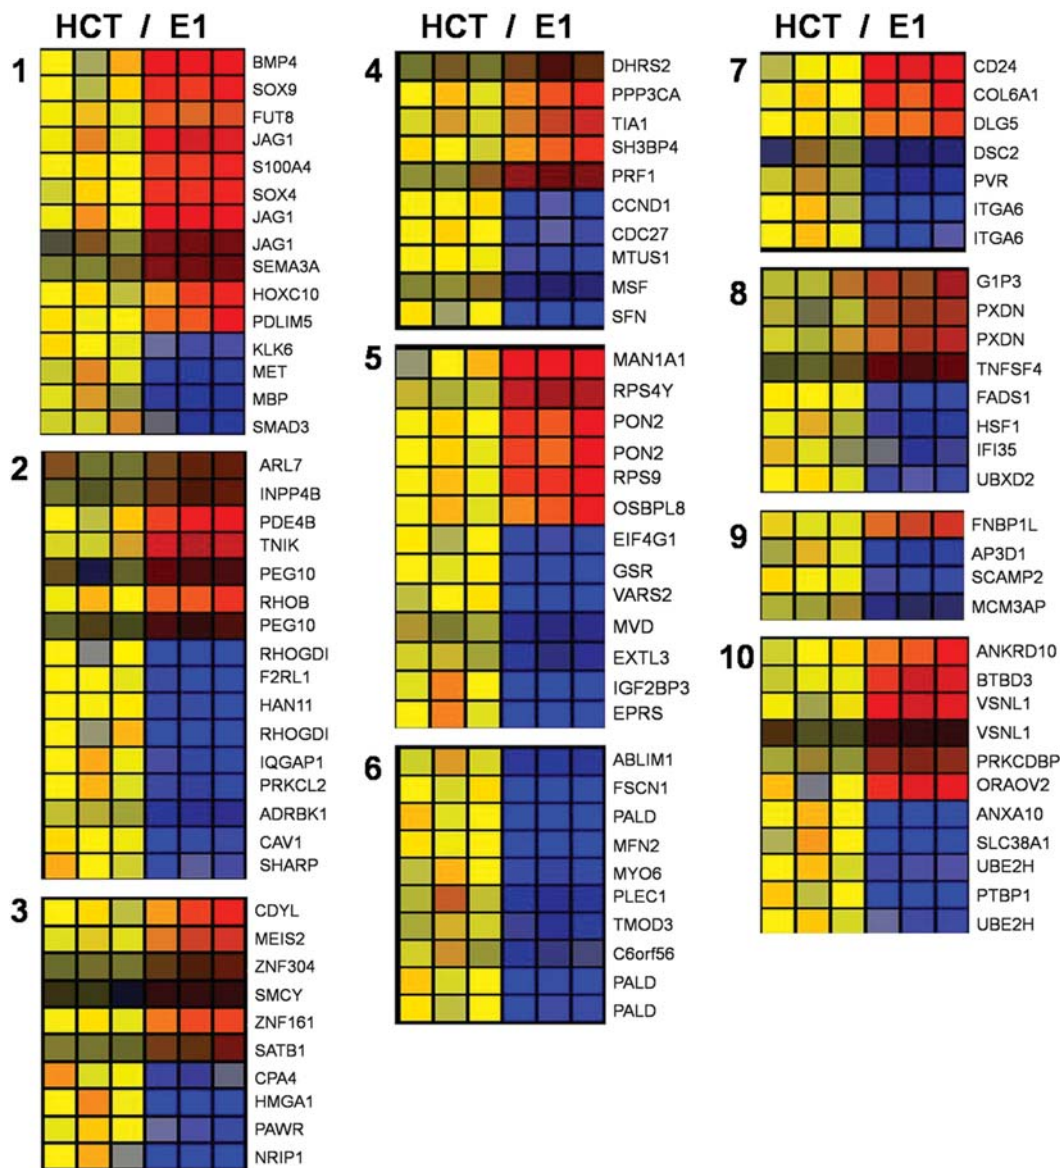 HCT / E1
1
BMP4
SOX9
FUT8
JAG1
S100A4
SOX4
JAG1
JAG1
SEMA3A
HOXC10
PDLIM5
KLK6
MET
MBP
SMAD3
2
ARL7
INPP4B
PDE4B
TNIK
PEG10
RHOB
PEG10
RHOGDI
F2RL1
HAN11
RHOGDI
IQGAP1
PRKCL2
ADRBK1
CAV1
SHARP
3
CDYL
MEIS2
ZNF304
SMCY
ZNF161
SATB1
CPA4
HMGA1
PAWR
NRIP1
HCT / E1
4
DHRS2
PPP3CA
TIA1
SH3BP4
PRF1
CCND1
CDC27
MTUS1
MSF
SFN
5
MAN1A1
RPS4Y
PON2
PON2
RPS9
OSBPL8
EIF4G1
GSR
VARS2
MVD
EXTL3
IGF2BP3
EPRS
6
ABLIM1
FSCN1
PALD
MFN2
MYO6
PLEC1
TMOD3
C6orf56
PALD
PALD
HCT / E1
7
CD24
COL6A1
DLG5
DSC2
PVR
ITGA6
ITGA6
8
G1P3
PXDN
PXDN
TNFSF4
FADS1
HSF1
IFI35
UBXD2
9
FNBP1L
AP3D1
SCAMP2
MCM3AP
10
ANKRD10
BTBD3
VSNL1
VSNL1
PRKCDBP
ORAOV2
ANXA10
SLC38A1
UBE2H
PTBP1
UBE2H